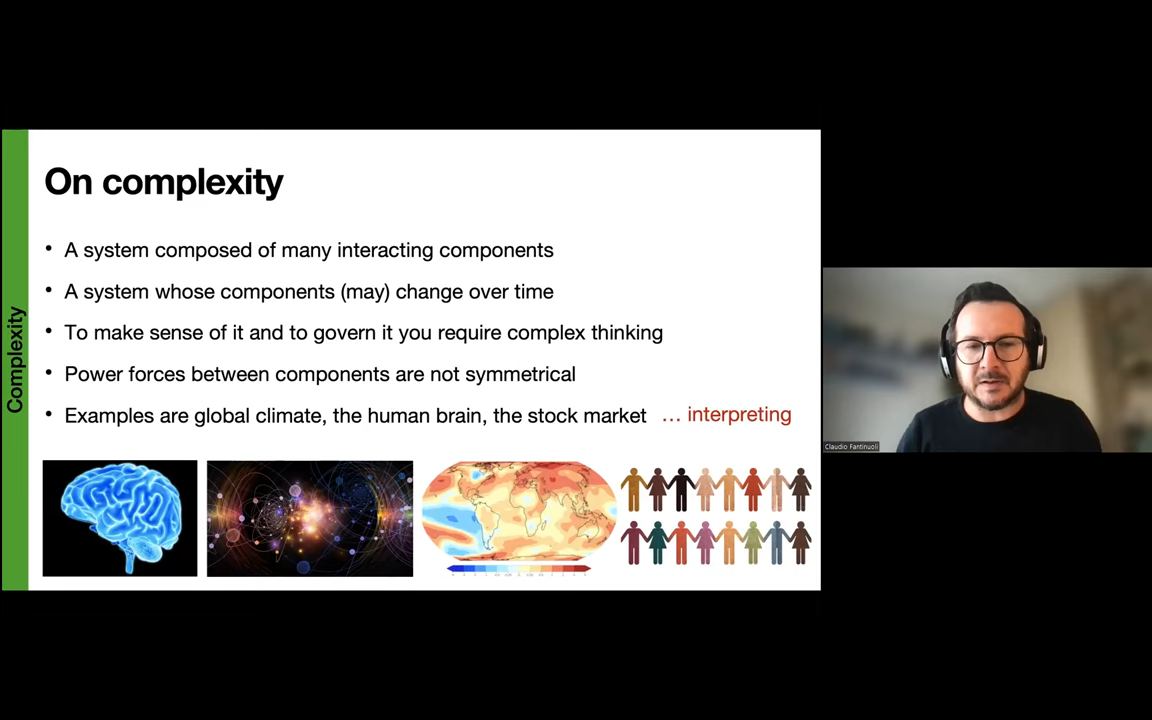 On complexity
• A system composed of many interacting components
• A system whose components (may) change over time
• To make sense of it and to govern it you require complex thinking
• Power forces between components are not symmetrical
• Examples are global climate, the human brain, the stock market … interpreting
Complexity
Claudio Fantinuoli